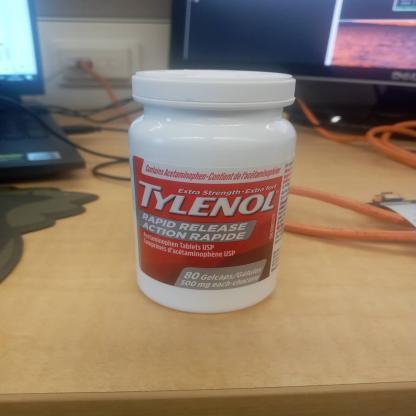 Contains Acetaminophen-Contient de l'acétaminophène
Extra Strength • Extra fort
TYLENOL
RAPID RELEASE
ACTION RAPIDE
Acetaminophen Tablets USP
Comprimés d'acétaminophène USP
80 Gelcaps/Gélules
500 mg each-chacune